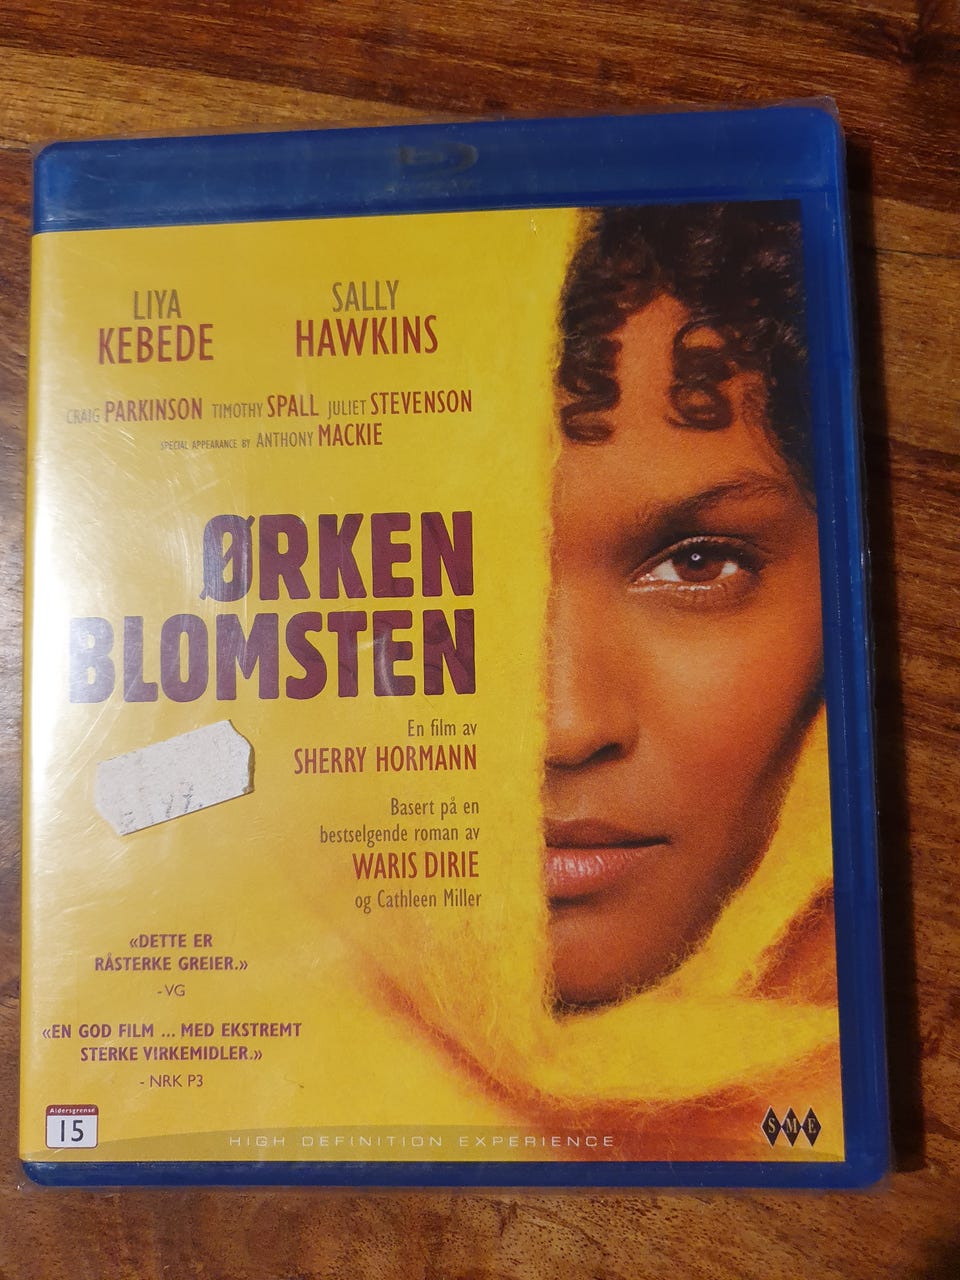 LIYA
KEBEDE
SALLY
HAWKINS
CRAIG PARKINSON TIMOTHY SPALL JULIET STEVENSON
SPECIAL APPEARANCE BY ANTHONY MACKIE
ØRKEN
BLOMSTEN
En film av
SHERRY HORMANN
Basert på en
bestselgende roman av
WARIS DIRIE
og Cathleen Miller
«DETTE ER
RÅSTERKE GREIER.»
- VG
«EN GOD FILM ... MED EKSTREMT
STERKE VIRKEMIDLER.»
- NRK P3
Aldersgrense
15
HIGH DEFINITION EXPERIENCE
SME